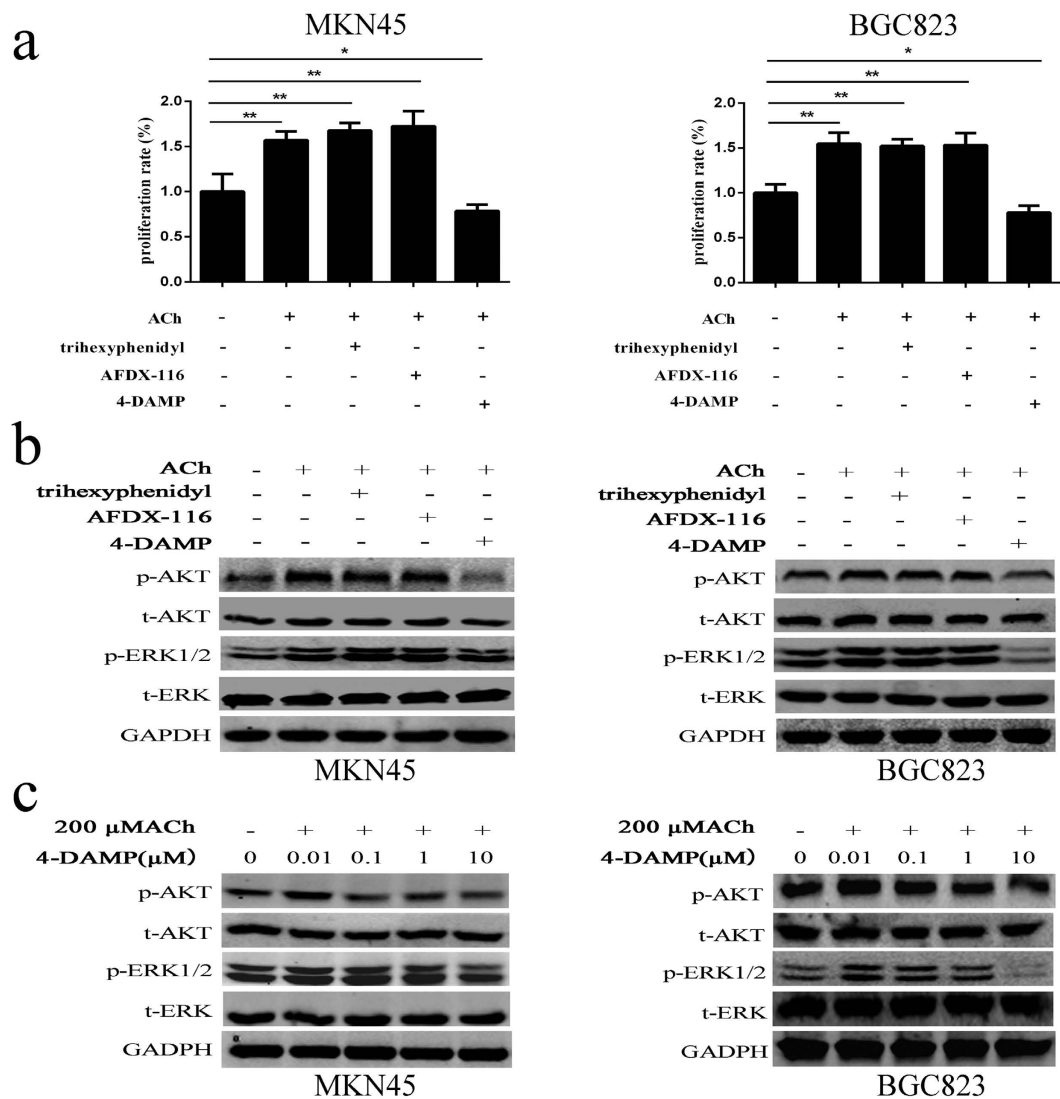 a
MKN45
*
**
**
**
proliferation rate (%)
2.0
1.5
1.0
0.5
0.0
ACh - + + + +
trihexyphenidyl - - + - -
AFDX-116 - - - + -
4-DAMP - - - - +
BGC823
*
**
**
**
proliferation rate (%)
2.0
1.5
1.0
0.5
0.0
ACh - + + + +
trihexyphenidyl - - + - -
AFDX-116 - - - + -
4-DAMP - - - - +
b
ACh - + + + +
trihexyphenidyl - - + - -
AFDX-116 - - - + -
4-DAMP - - - - +
p-AKT
t-AKT
p-ERK1/2
t-ERK
GAPDH
MKN45
ACh - + + + +
trihexyphenidyl - - + - -
AFDX-116 - - - + -
4-DAMP - - - - +
p-AKT
t-AKT
p-ERK1/2
t-ERK
GAPDH
BGC823
c
200 μMACh - + + + +
4-DAMP(μM) 0 0.01 0.1 1 10
p-AKT
t-AKT
p-ERK1/2
t-ERK
GADPH
MKN45
200 μMACh - + + + +
4-DAMP(μM) 0 0.01 0.1 1 10
p-AKT
t-AKT
p-ERK1/2
t-ERK
GADPH
BGC823